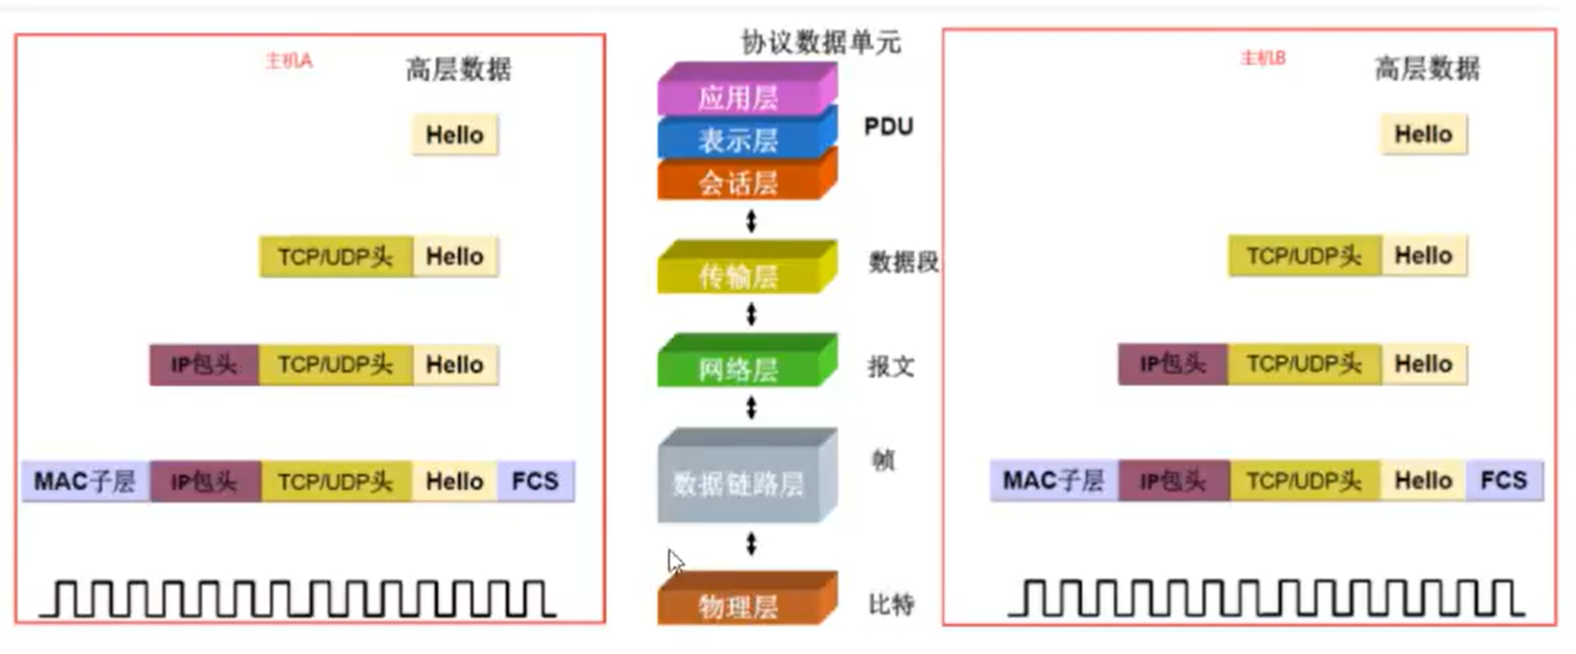 主机A
高层数据
Hello
TCP/UDP头 Hello
IP包头 TCP/UDP头 Hello
MAC子层 IP包头 TCP/UDP头 Hello FCS
协议数据单元
应用层
表示层
PDU
会话层
传输层
数据段
网络层
报文
数据链路层
帧
物理层
比特
主机B
高层数据
Hello
TCP/UDP头 Hello
IP包头 TCP/UDP头 Hello
MAC子层 IP包头 TCP/UDP头 Hello FCS